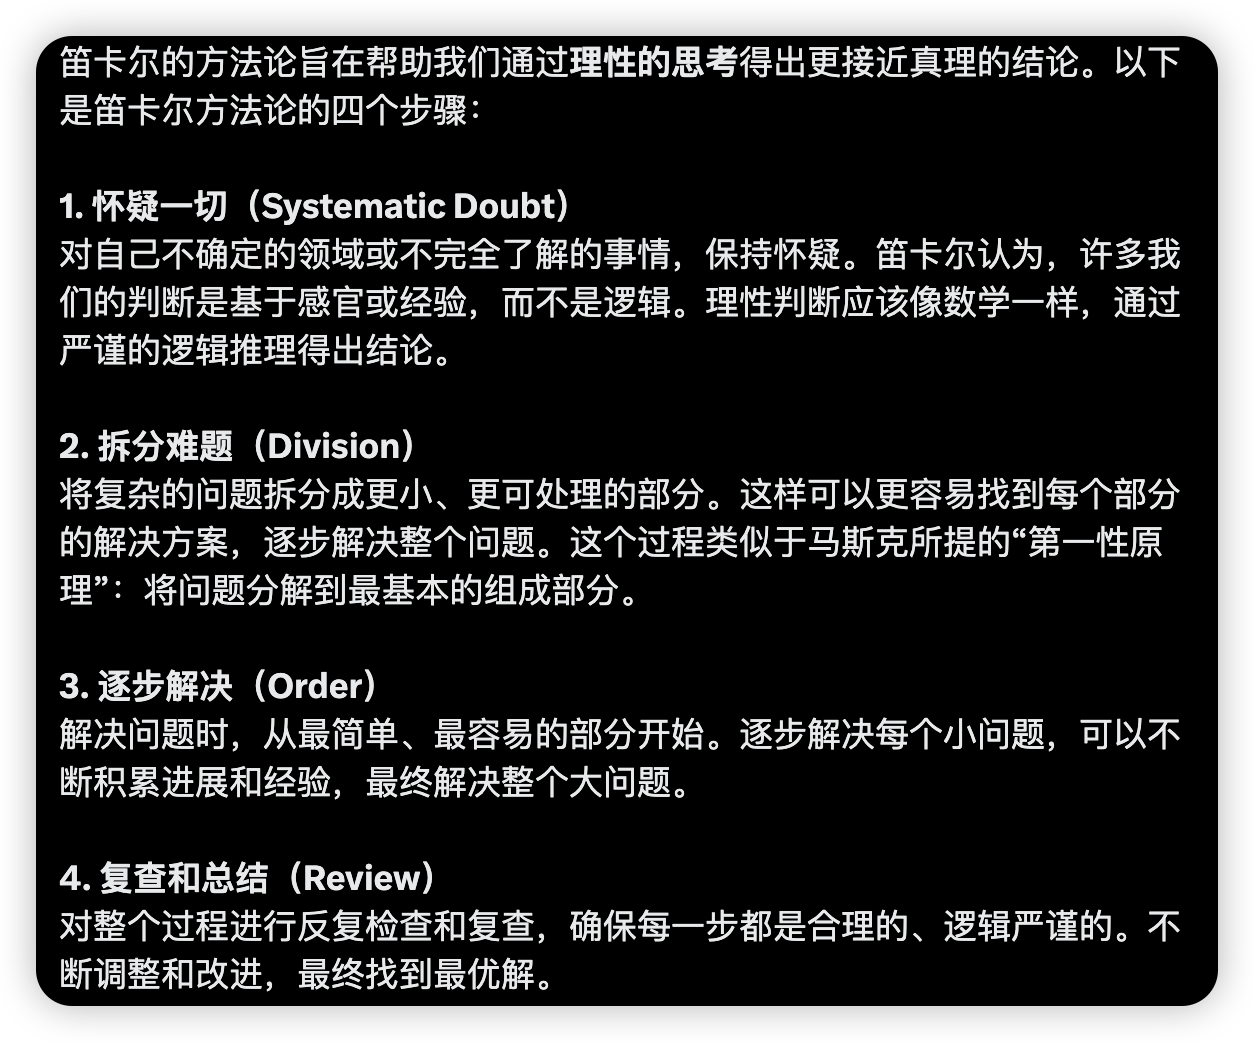 笛卡尔的方法论旨在帮助我们通过理性的思考得出更接近真理的结论。以下
是笛卡尔方法论的四个步骤：
1. 怀疑一切（Systematic Doubt）
对自己不确定的领域或不完全了解的事情，保持怀疑。笛卡尔认为，许多我
们的判断是基于感官或经验，而不是逻辑。理性判断应该像数学一样，通过
严谨的逻辑推理得出结论。
2. 拆分难题（Division）
将复杂的问题拆分成更小、更可处理的部分。这样可以更容易找到每个部分
的解决方案，逐步解决整个问题。这个过程类似于马斯克所提的“第一性原
理”：将问题分解到最基本的组成部分。
3. 逐步解决（Order）
解决问题时，从最简单、最容易的部分开始。逐步解决每个小问题，可以不
断积累进展和经验，最终解决整个大问题。
4. 复查和总结（Review）
对整个过程进行反复检查和复查，确保每一步都是合理的、逻辑严谨的。不
断调整和改进，最终找到最优解。